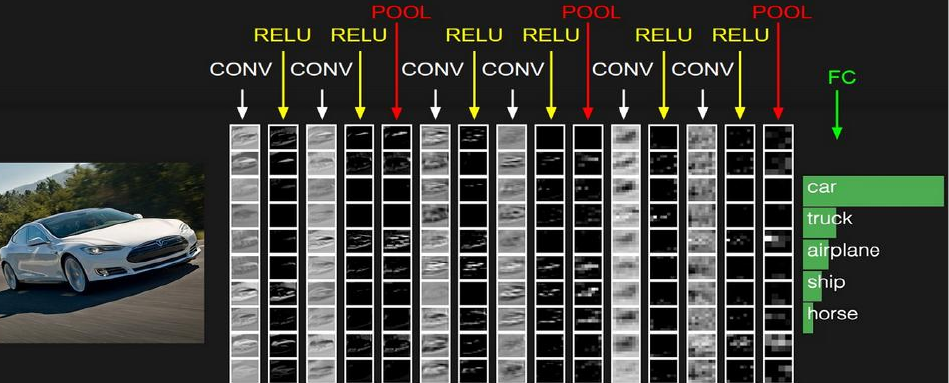 POOL POOL POOL
RELU RELU RELU RELU RELU RELU
CONV CONV CONV CONV CONV CONV
FC
car
truck
airplane
ship
horse